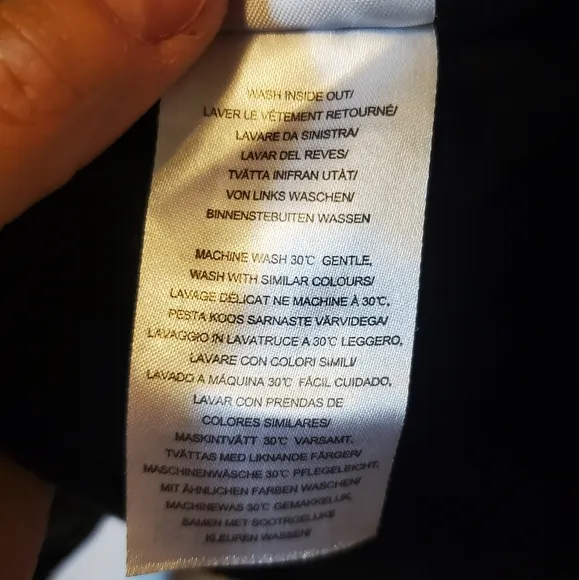 WASH INSIDE OUT/
LAVER LE VÊTEMENT RETOURNÉ/
LAVARE DA SINISTRA/
LAVAR DEL REVES/
TVÄTTA INIFRAN UTÅT/
VON LINKS WASCHEN/
BINNENSTEBUITEN WASSEN
MACHINE WASH 30℃ GENTLE,
WASH WITH SIMILAR COLOURS/
LAVAGE DÉLICAT NE MACHINE À 30℃,
PESTA KOOS SARNASTE VÄRVIDEGA/
LAVAGGIO IN LAVATRUCE A 30℃ LEGGERO,
LAVARE CON COLORI SIMILI/
LAVADO A MÁQUINA 30℃ FÁCIL CUIDADO,
LAVAR CON PRENDAS DE
COLORES SIMILARES/
MASKINTVÄTT 30℃ VARSAMT,
TVÄTTAS MED LIKNANDE FÄRGER/
MASCHINENWÄSCHE 30℃ PFLEGELEICHT,
MIT ÄHNLICHEN FARBEN WASCHEN/
MACHINEWAS 30℃ GEMAKKELIJK,
SAMEN MET SOORTGELIJKE
KLEUREN WASSEN/